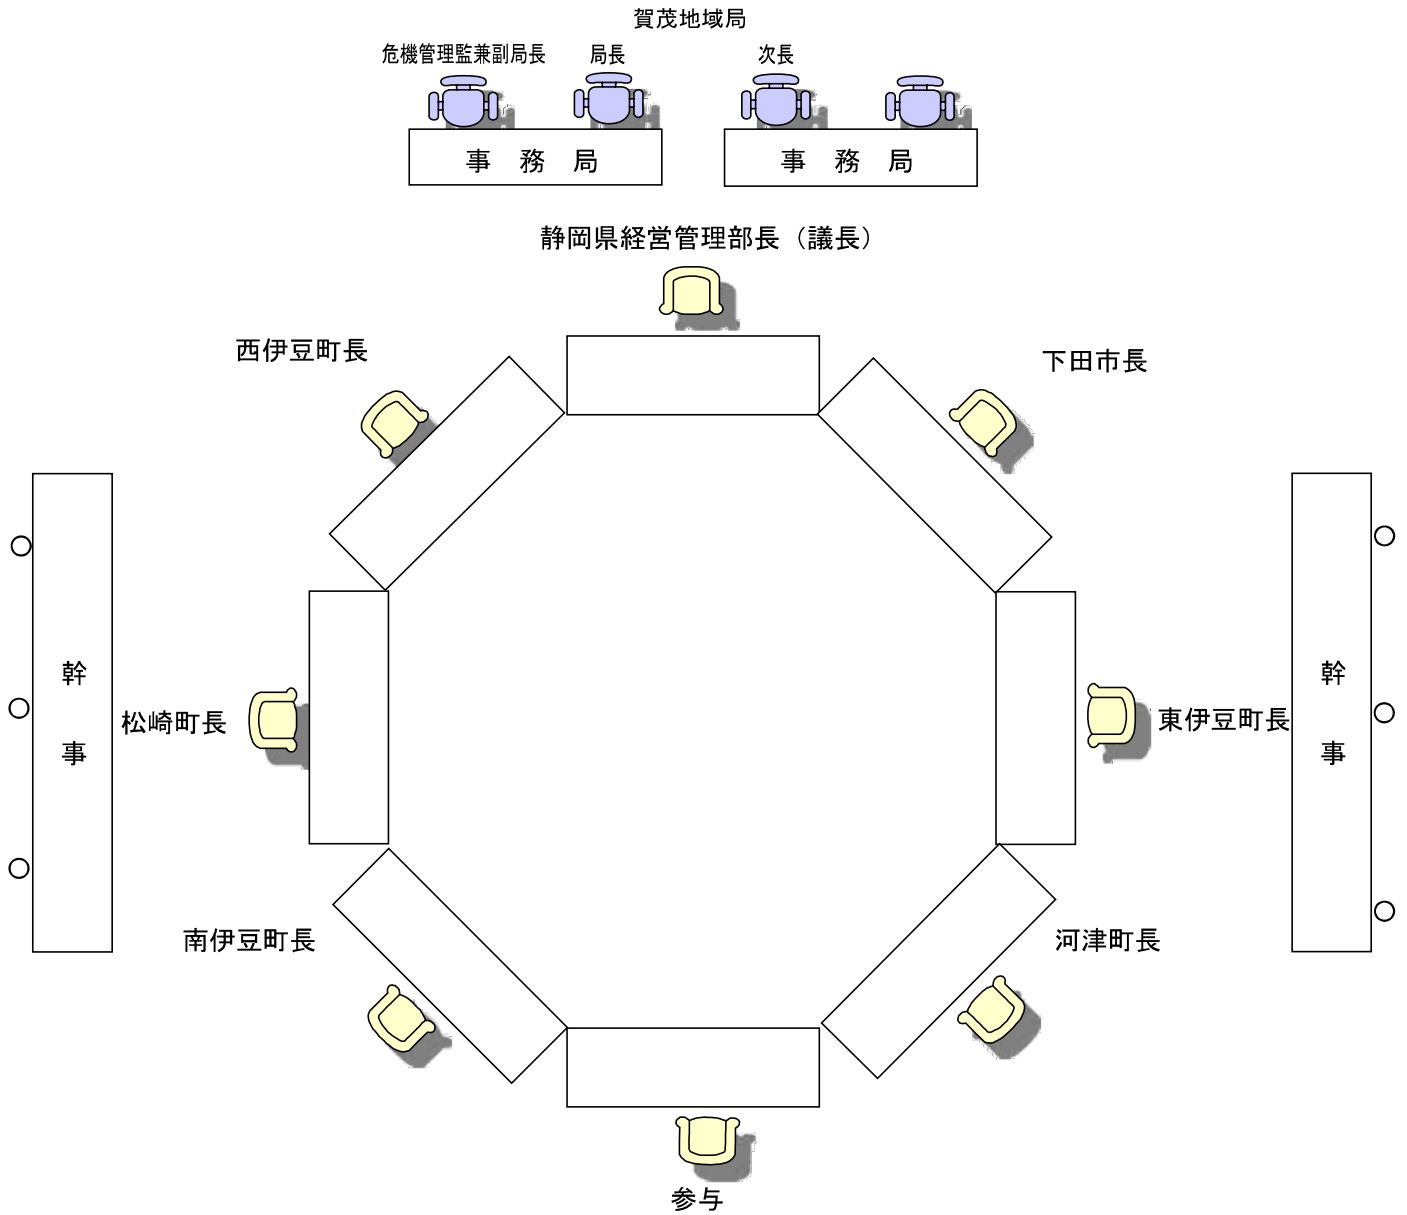 賀茂地域局
危機管理監兼副局長 局長 次長
事 務 局 事 務 局
静岡県経営管理部長（議長）
西伊豆町長 下田市長
幹 事
松崎町長
東伊豆町長
幹 事
南伊豆町長 河津町長
参与